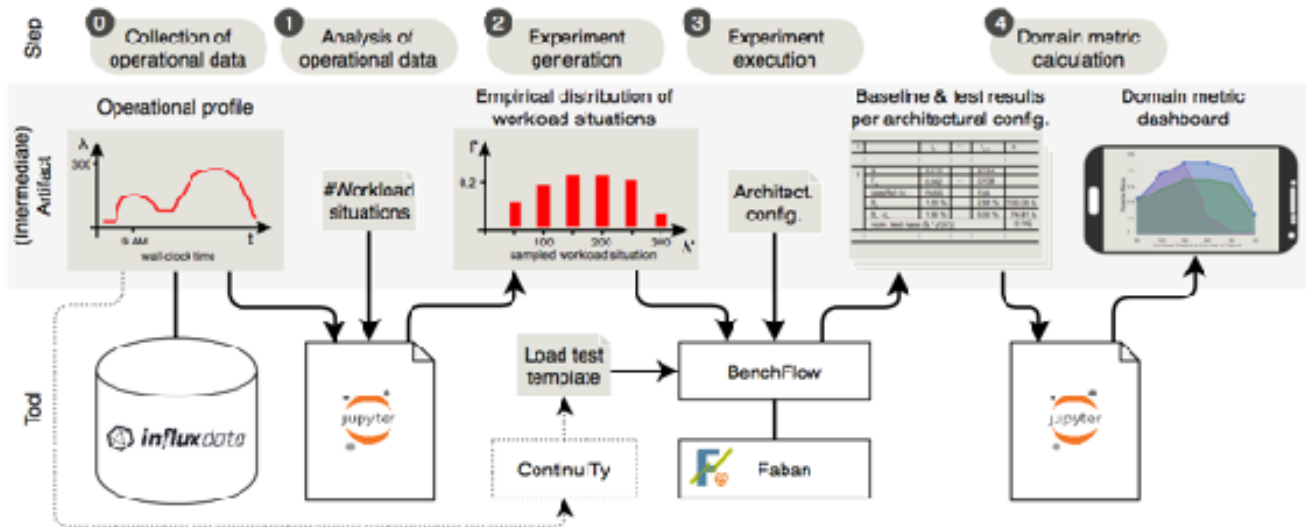 Step
0
Collection of
operational data
1
Analysis of
operational data
2
Experiment
generation
3
Experiment
execution
4
Domain metric
calculation
(Intermediate)
Artifact
Operational profile
λ
300
6 AM
t
wall-clock time
#Workload
situations
Empirical distribution of
workoad situations
0.2
100
200
300
λ'
sampled workoad situation
Architect.
config.
Baseline & test results
per architectural config.
Domain metric
dashboard
Tool
influxdata
jupyter
Load test
template
ContinuITy
BenchFlow
Faban
jupyter